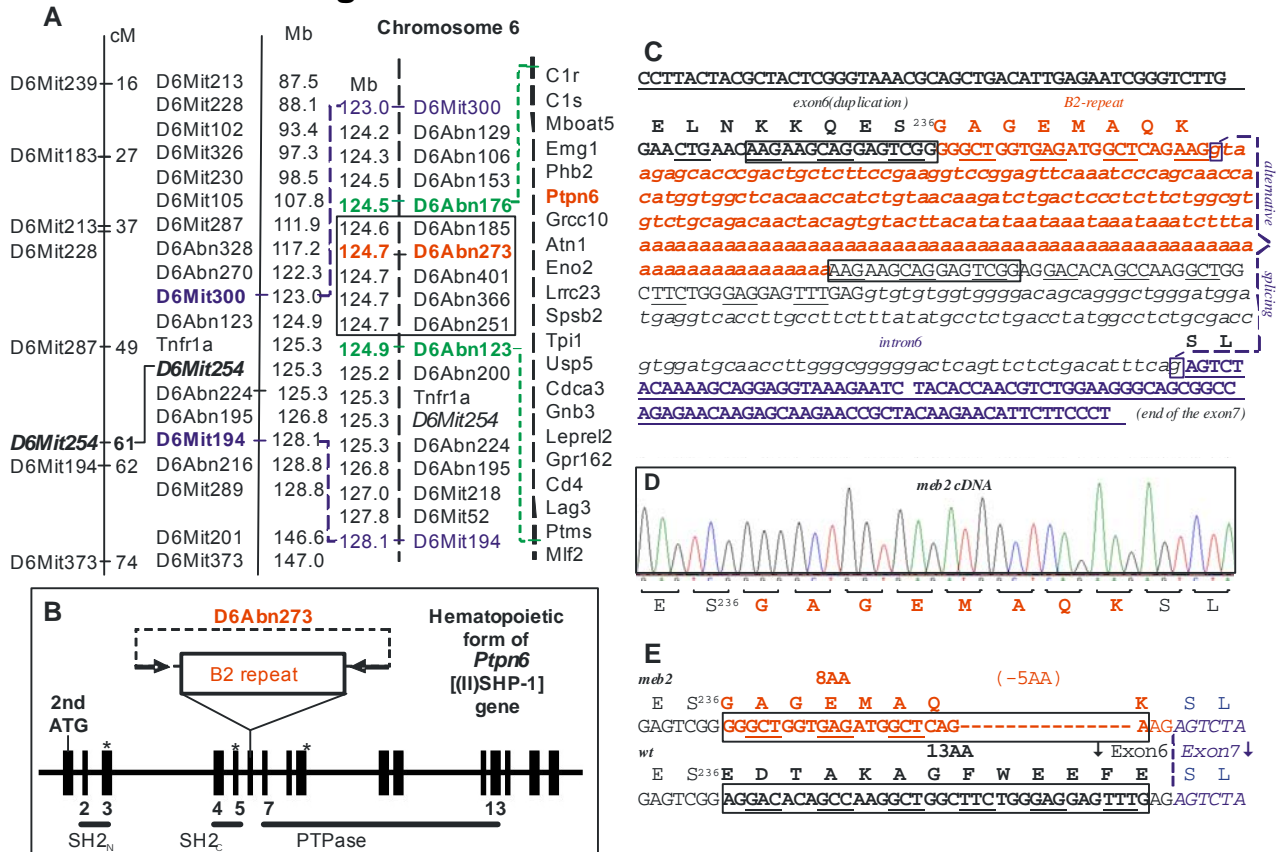 A
cM
Mb
Chromosome 6
D6Mit239 16
D6Mit183 27
D6Mit213 37
D6Mit228
D6Mit287 49
D6Mit254 61
D6Mit194 62
D6Mit373 74
D6Mit213 87.5
D6Mit228 88.1
D6Mit102 93.4
D6Mit326 97.3
D6Mit230 98.5
D6Mit105 107.8
D6Mit287 111.9
D6Abn328 117.2
D6Abn270 122.3
D6Mit300 123.0
D6Abn123 124.9
Tnfr1a 125.3
D6Mit254 125.3
D6Abn224 125.3
D6Abn195 126.8
D6Mit194 128.1
D6Abn216 128.8
D6Mit289 128.8
D6Mit201 146.6
D6Mit373 147.0
Mb
123.0 D6Mit300
124.2 D6Abn129
124.3 D6Abn106
124.5 D6Abn153
124.5 D6Abn176
124.6 D6Abn185
124.7 D6Abn273
124.7 D6Abn401
124.7 D6Abn366
124.7 D6Abn251
124.9 D6Abn123
125.2 D6Abn200
125.3 Tnfr1a
125.3 D6Mit254
125.3 D6Abn224
126.8 D6Abn195
127.0 D6Mit218
127.8 D6Mit52
128.1 D6Mit194
C1r
C1s
Mboat5
Emg1
Phb2
Ptpn6
Grcc10
Atn1
Eno2
Lrrc23
Spsb2
Tpi1
Usp5
Cdca3
Gnb3
Leprel2
Gpr162
Cd4
Lag3
Ptms
Mlf2
B
D6Abn273
B2 repeat
Hematopoietic
form of
Ptpn6
[(II)SHP-1]
gene
2nd
ATG
* * *
2 3 4 5 7 13
SH2N SH2C PTPase
C
CCTTACTACGCTACTCGGGTAAACGCAGCTGACATTGAGAATCGGGTCTTG
exon6(duplication) B2-repeat
E L N K K Q E S 236 G A G E M A Q K
GAACTGAACAAGAAGCAGGAGTCGGGGGCTGGTGAGATGGCTCAGAAGgta
agagcacccgactgctcttccgaaggtccggagttcaaatcccagcaacca
catggtggctcacaaccatctgtaacaagatctgactccctcttctggcgt
gtctgcagacaactacagtgtacttacatataataaataaataaatcttta
aaaaaaaaaaaaaaaaaaaaaaaaaaaaaaaaaaaaaaaaaaaaaaaaaaa
aaaaaaaaaaaaaaaaAAGAAGCAGGAGTCGGAGGACACAGCCAAGGCTGG
CTTCTGGGAGGAGTTTGAGgtgtgtggtggggacagcagggctgggatgga
tgaggtcaccttgccttctttatatgcctctgacctatggcctctgcgacc
intron6
S L
gtggatgcaaccttgggcgggggactcagttctctgacatttcagAGTCT
ACAAAAGCAGGAGGTAAAGAATC TACACCAACGTCTGGAAGGGCAGCGGCC
AGAGAACAAGAGCAAGAACCGCTACAAGAACATTCTTCCCT (end of the exon7)
alternative
splicing
D
meb2 cDNA
E S236 G A G E M A Q K S L
E
meb2
8AA (-5AA)
E S236 G A G E M A Q K S L
GAGTCGG GGGCTGGTGAGATGGCTCAG----------------AAAGAGTCTA
wt
13AA Exon6 Exon7
E S236 E D T A K A G F W E E F E S L
GAGTCGGAGGACACAGCCAAGGCTGGCTTCTGGGAGGAGTTTGAGAGTCTA